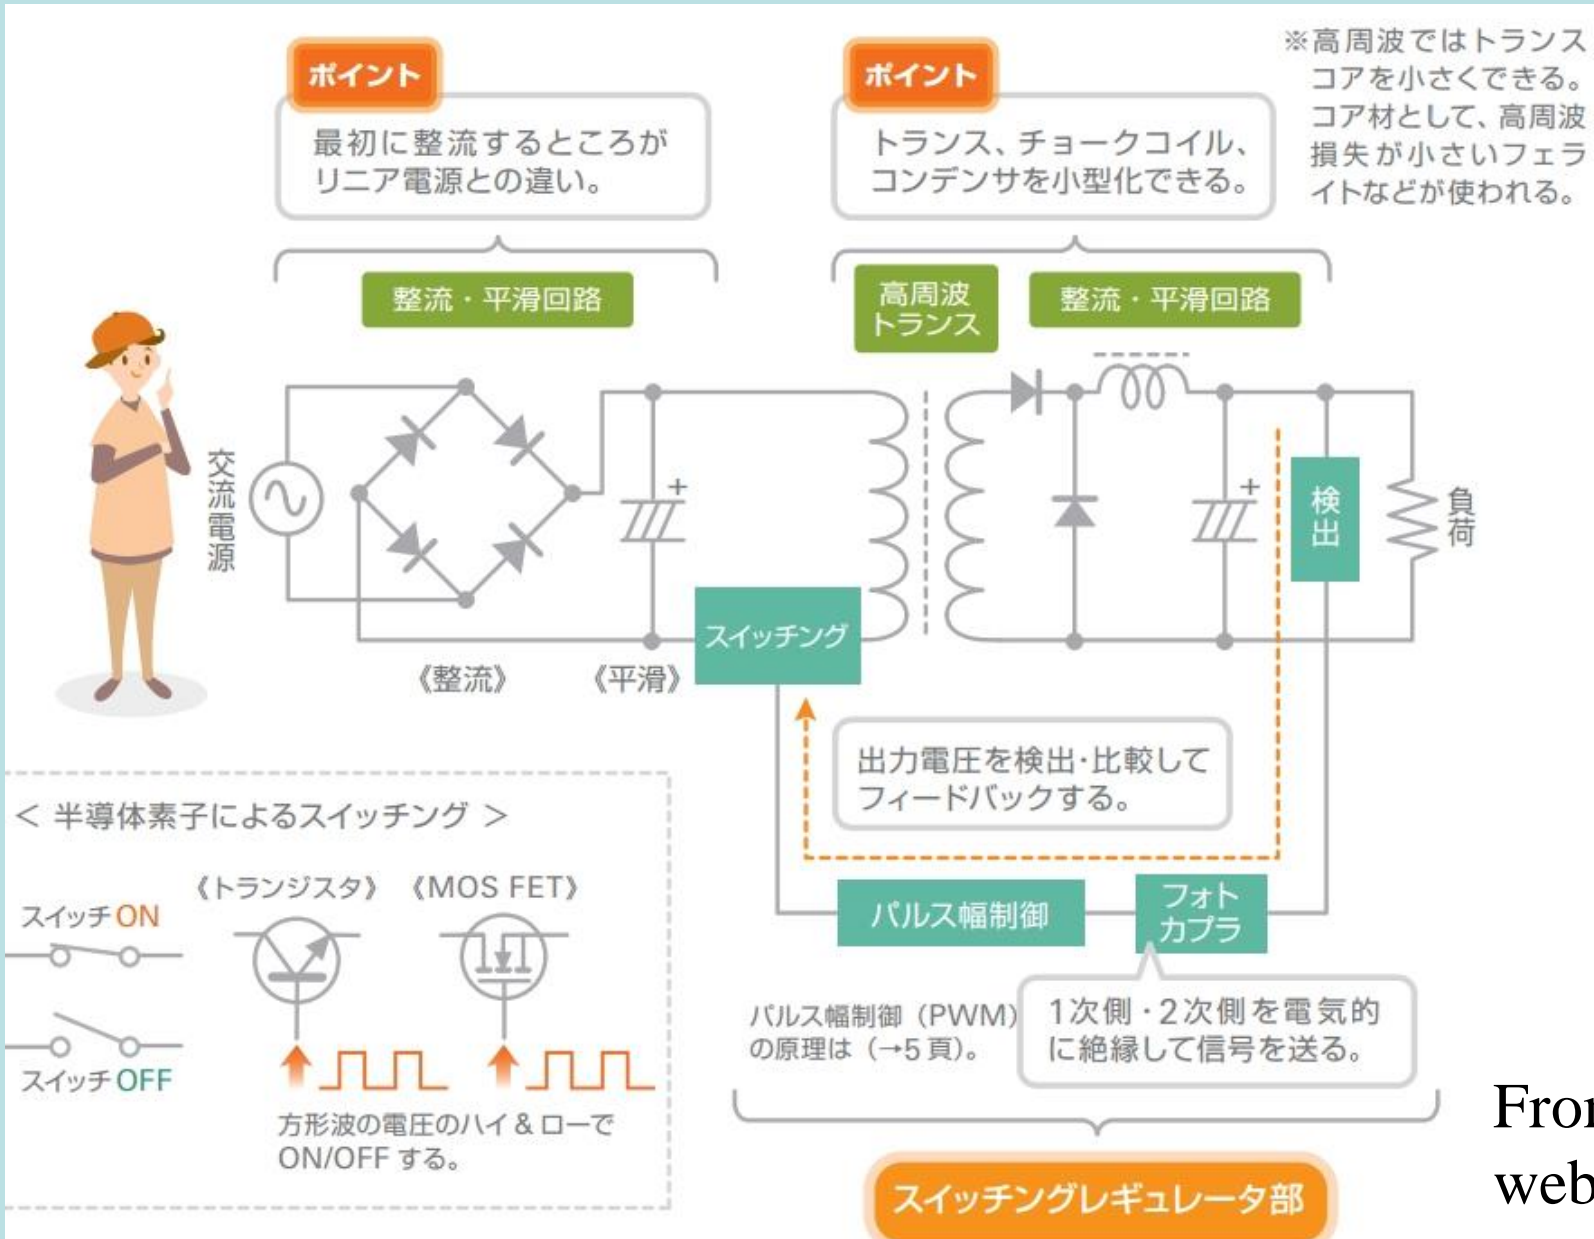 ポイント
最初に整流するところが
リニア電源との違い。
ポイント
トランス、チョークコイル、
コンデンサを小型化できる。
※高周波ではトランス
コアを小さくできる。
コア材として、高周波
損失が小さいフェラ
イトなどが使われる。
整流・平滑回路
高周波
トランス
整流・平滑回路
交流電源
+
+
検出
負荷
スイッチング
《整流》
《平滑》
出力電圧を検出・比較して
フィードバックする。
パルス幅制御
フォト
カプラ
パルス幅制御（PWM）
の原理は（→5頁）。
1次側・2次側を電気的
に絶縁して信号を送る。
スイッチングレギュレータ部
＜ 半導体素子によるスイッチング ＞
スイッチON
スイッチOFF
《トランジスタ》
《MOS FET》
方形波の電圧のハイ＆ローで
ON/OFF する。
web